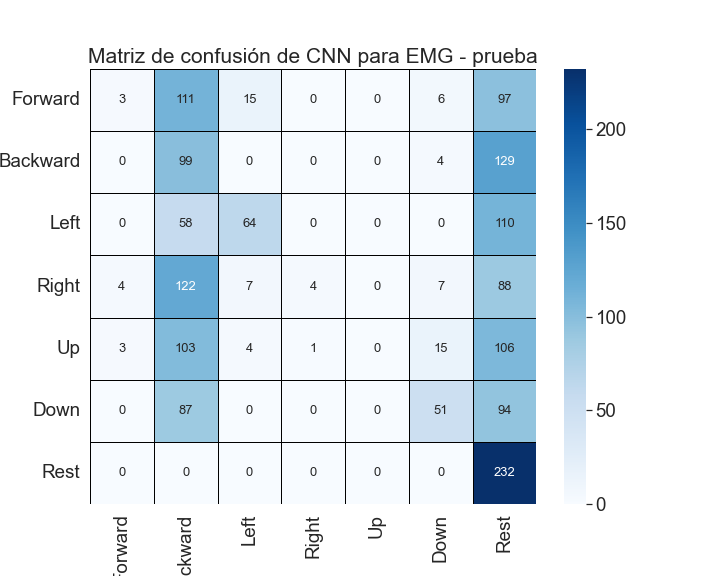 Matriz de confusión de CNN para EMG - prueba
Forward 3 111 15 0 0 6 97
Backward 0 99 0 0 0 4 129
Left 0 58 64 0 0 0 110
Right 4 122 7 4 0 7 88
Up 3 103 4 1 0 15 106
Down 0 87 0 0 0 51 94
Rest 0 0 0 0 0 0 232
Forward ckward Left Right Up Down Rest
200
150
100
50
0